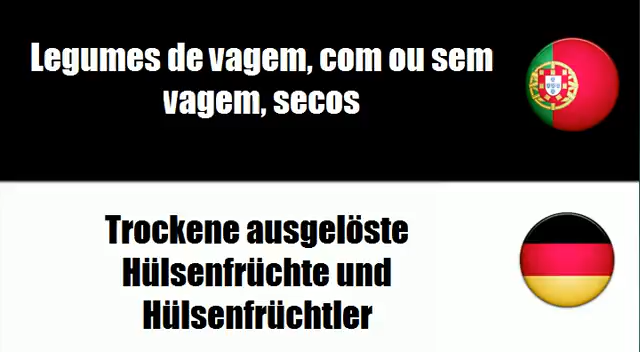 Legumes de vagem, com ou sem
vagem, secos
Trockene ausgelöste
Hülsenfrüchte und
Hülsenfrüchtler